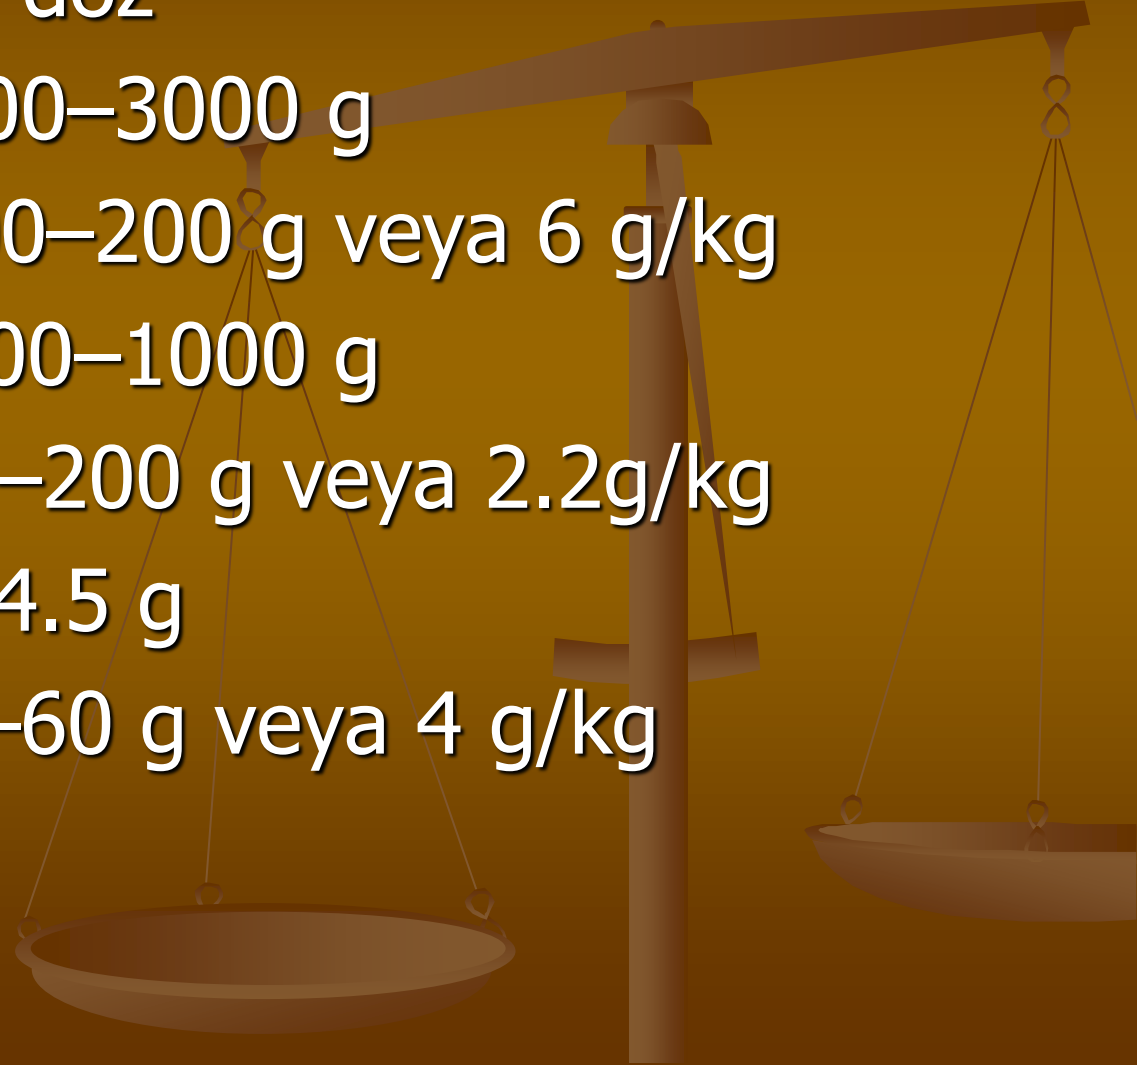 doz
00–3000 g
0–200 g veya 6 g/kg
00–1000 g
–200 g veya 2.2g/kg
4.5 g
–60 g veya 4 g/kg